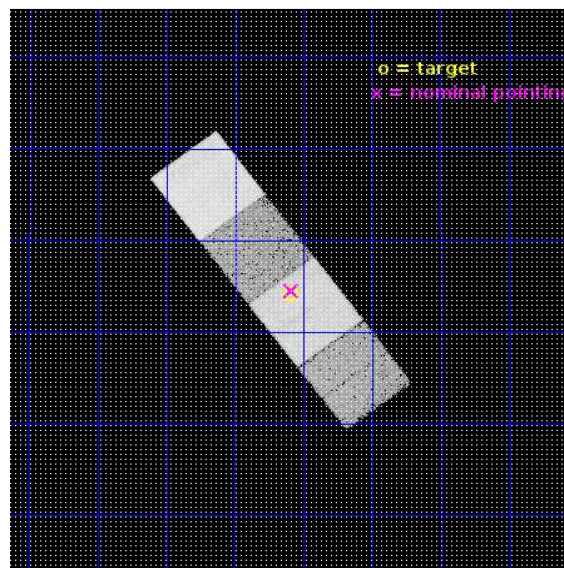 o = target
x = nominal pointing